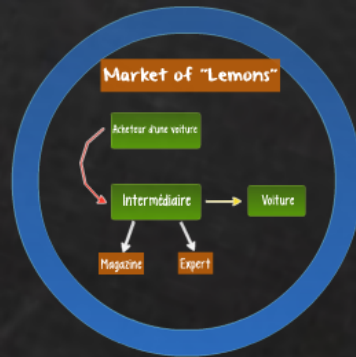 Market of "Lemons"
Acheteur d'une voiture
Intermédiaire
Voiture
Magazine
Expert